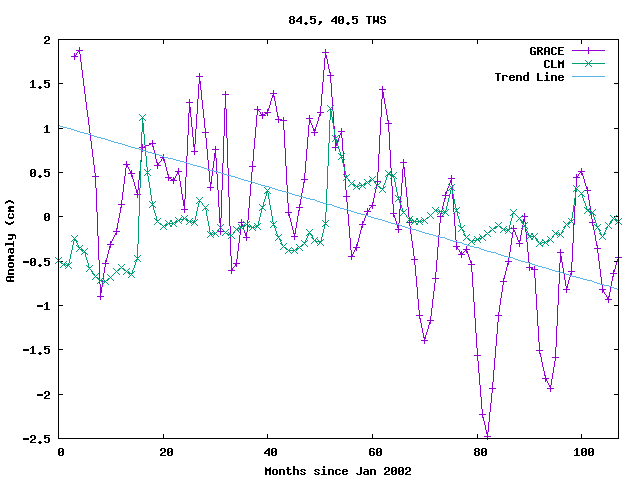 84.5, 40.5 TWS
GRACE
CLM
Trend Line
2
1.5
1
0.5
0
-0.5
-1
-1.5
-2
-2.5
Anomaly (cm)
0 20 40 60 80 100
Months since Jan 2002